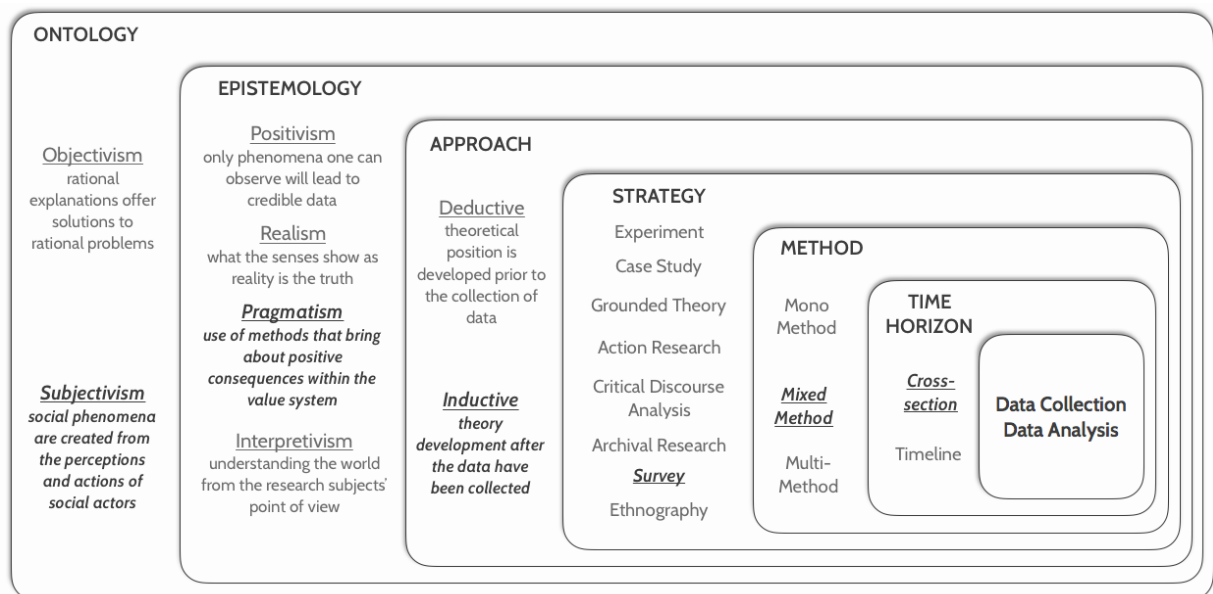 ONTOLOGY
Objectivism
rational
explanations offer
solutions to
rational problems
Subjectivism
social phenomena
are created from
the perceptions
and actions of
social actors
EPISTEMOLOGY
Positivism
only phenomena one can
observe will lead to
credible data
Realism
what the senses show as
reality is the truth
Pragmatism
use of methods that bring
about positive
consequences within the
value system
Interpretivism
understanding the world
from the research subjects'
point of view
APPROACH
Deductive
theoretical
position is
developed prior to
the collection of
data
Inductive
theory
development after
the data have
been collected
STRATEGY
Experiment
Case Study
Grounded Theory
Action Research
Critical Discourse
Analysis
Archival Research
Survey
Ethnography
METHOD
Mono
Method
Mixed
Method
Multi-
Method
TIME
HORIZON
Cross-
section
Timeline
Data Collection
Data Analysis